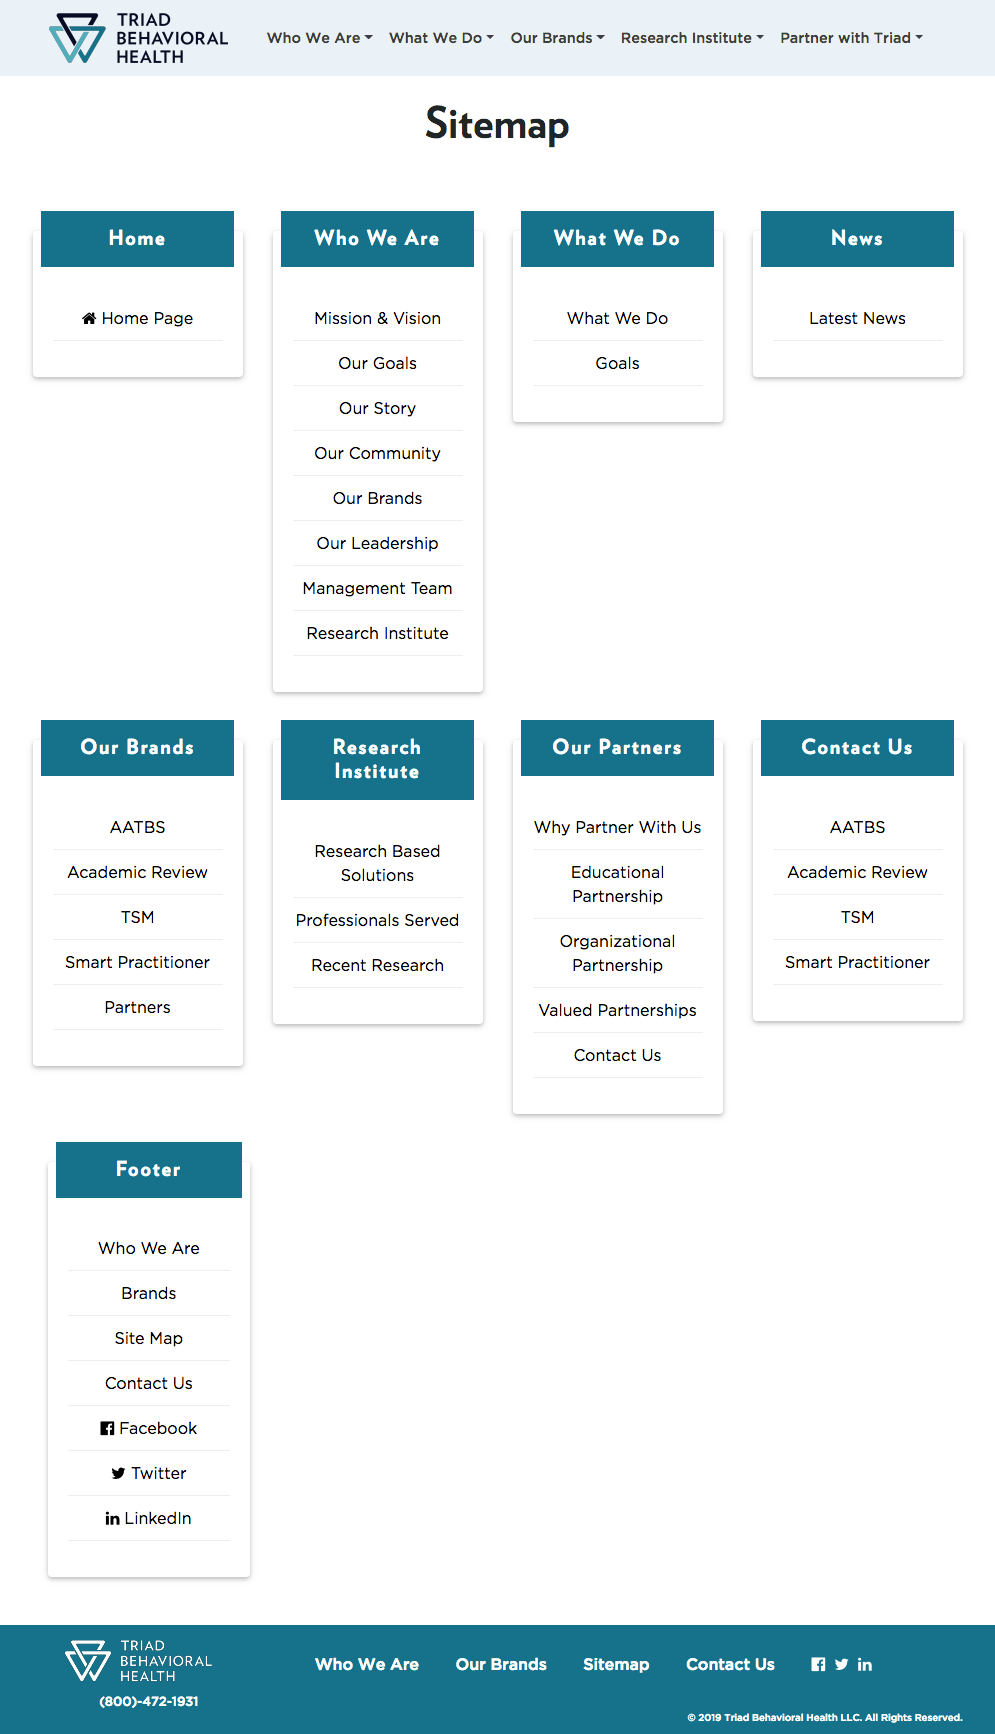 TRIAD
BEHAVIORAL
HEALTH
Who We Are
What We Do
Our Brands
Research Institute
Partner with Triad
Sitemap
Home
Home Page
Who We Are
Mission & Vision
Our Goals
Our Story
Our Community
Our Brands
Our Leadership
Management Team
Research Institute
What We Do
What We Do
Goals
News
Latest News
Our Brands
AATBS
Academic Review
TSM
Smart Practitioner
Partners
Research
Institute
Research Based
Solutions
Professionals Served
Recent Research
Our Partners
Why Partner With Us
Educational
Partnership
Organizational
Partnership
Valued Partnerships
Contact Us
Contact Us
AATBS
Academic Review
TSM
Smart Practitioner
Footer
Who We Are
Brands
Site Map
Contact Us
Facebook
Twitter
LinkedIn
TRIAD
BEHAVIORAL
HEALTH
(800)-472-1931
Who We Are
Our Brands
Sitemap
Contact Us
© 2019 Triad Behavioral Health LLC. All Rights Reserved.